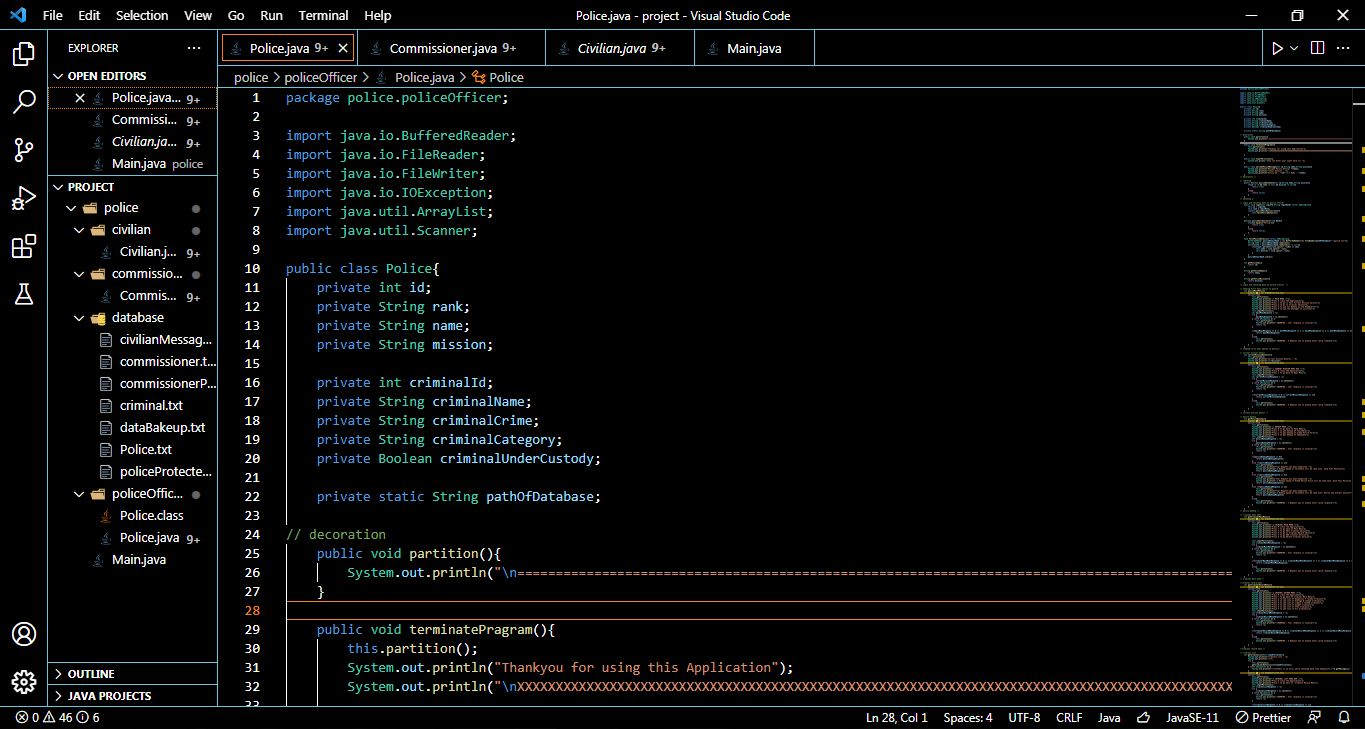 File Edit Selection View Go Run Terminal Help Police.java - project - Visual Studio Code
EXPLORER ...
Police.java 9+ Commissioner.java 9+ Civilian.java 9+ Main.java
police > policeOfficer > Police.java > Police
OPEN EDITORS
Police.java... 9+
Commissi... 9+
Civilian.ja... 9+
Main.java police
PROJECT
police
civilian
Civilian.j... 9+
commissio...
Commis... 9+
database
civilianMessag...
commissioner.t...
commissionerP...
criminal.txt
dataBakeup.txt
Police.txt
policeProtecte...
policeOffic...
Police.class
Police.java 9+
Main.java
OUTLINE
JAVA PROJECTS
1 package police.policeOfficer;
2
3 import java.io.BufferedReader;
4 import java.io.FileReader;
5 import java.io.FileWriter;
6 import java.io.IOException;
7 import java.util.ArrayList;
8 import java.util.Scanner;
9
10 public class Police{
11 private int id;
12 private String rank;
13 private String name;
14 private String mission;
15
16 private int criminalId;
17 private String criminalName;
18 private String criminalCrime;
19 private String criminalCategory;
20 private Boolean criminalUnderCustody;
21
22 private static String pathOfDatabase;
23
24 // decoration
25 public void partition(){
26 System.out.println("\n=============================================================================================
27 }
28
29 public void terminatePragram(){
30 this.partition();
31 System.out.println("Thankyou for using this Application");
32 System.out.println("\nXXXXXXXXXXXXXXXXXXXXXXXXXXXXXXXXXXXXXXXXXXXXXXXXXXXXXXXXXXXXXXXXXXXXXXXXXXXXXXXXXXXXXXXXXXXXX
33
0 46 6 Ln 28, Col 1 Spaces: 4 UTF-8 CRLF Java JavaSE-11 Prettier